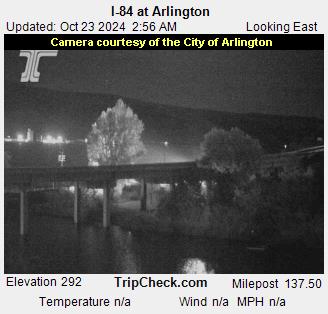 I-84 at Arlington
Updated: Oct 23 2024 2:56 AM Looking East
Camera courtesy of the City of Arlington
Elevation 292 TripCheck.com Milepost 137.50
Temperature n/a Wind n/a MPH n/a